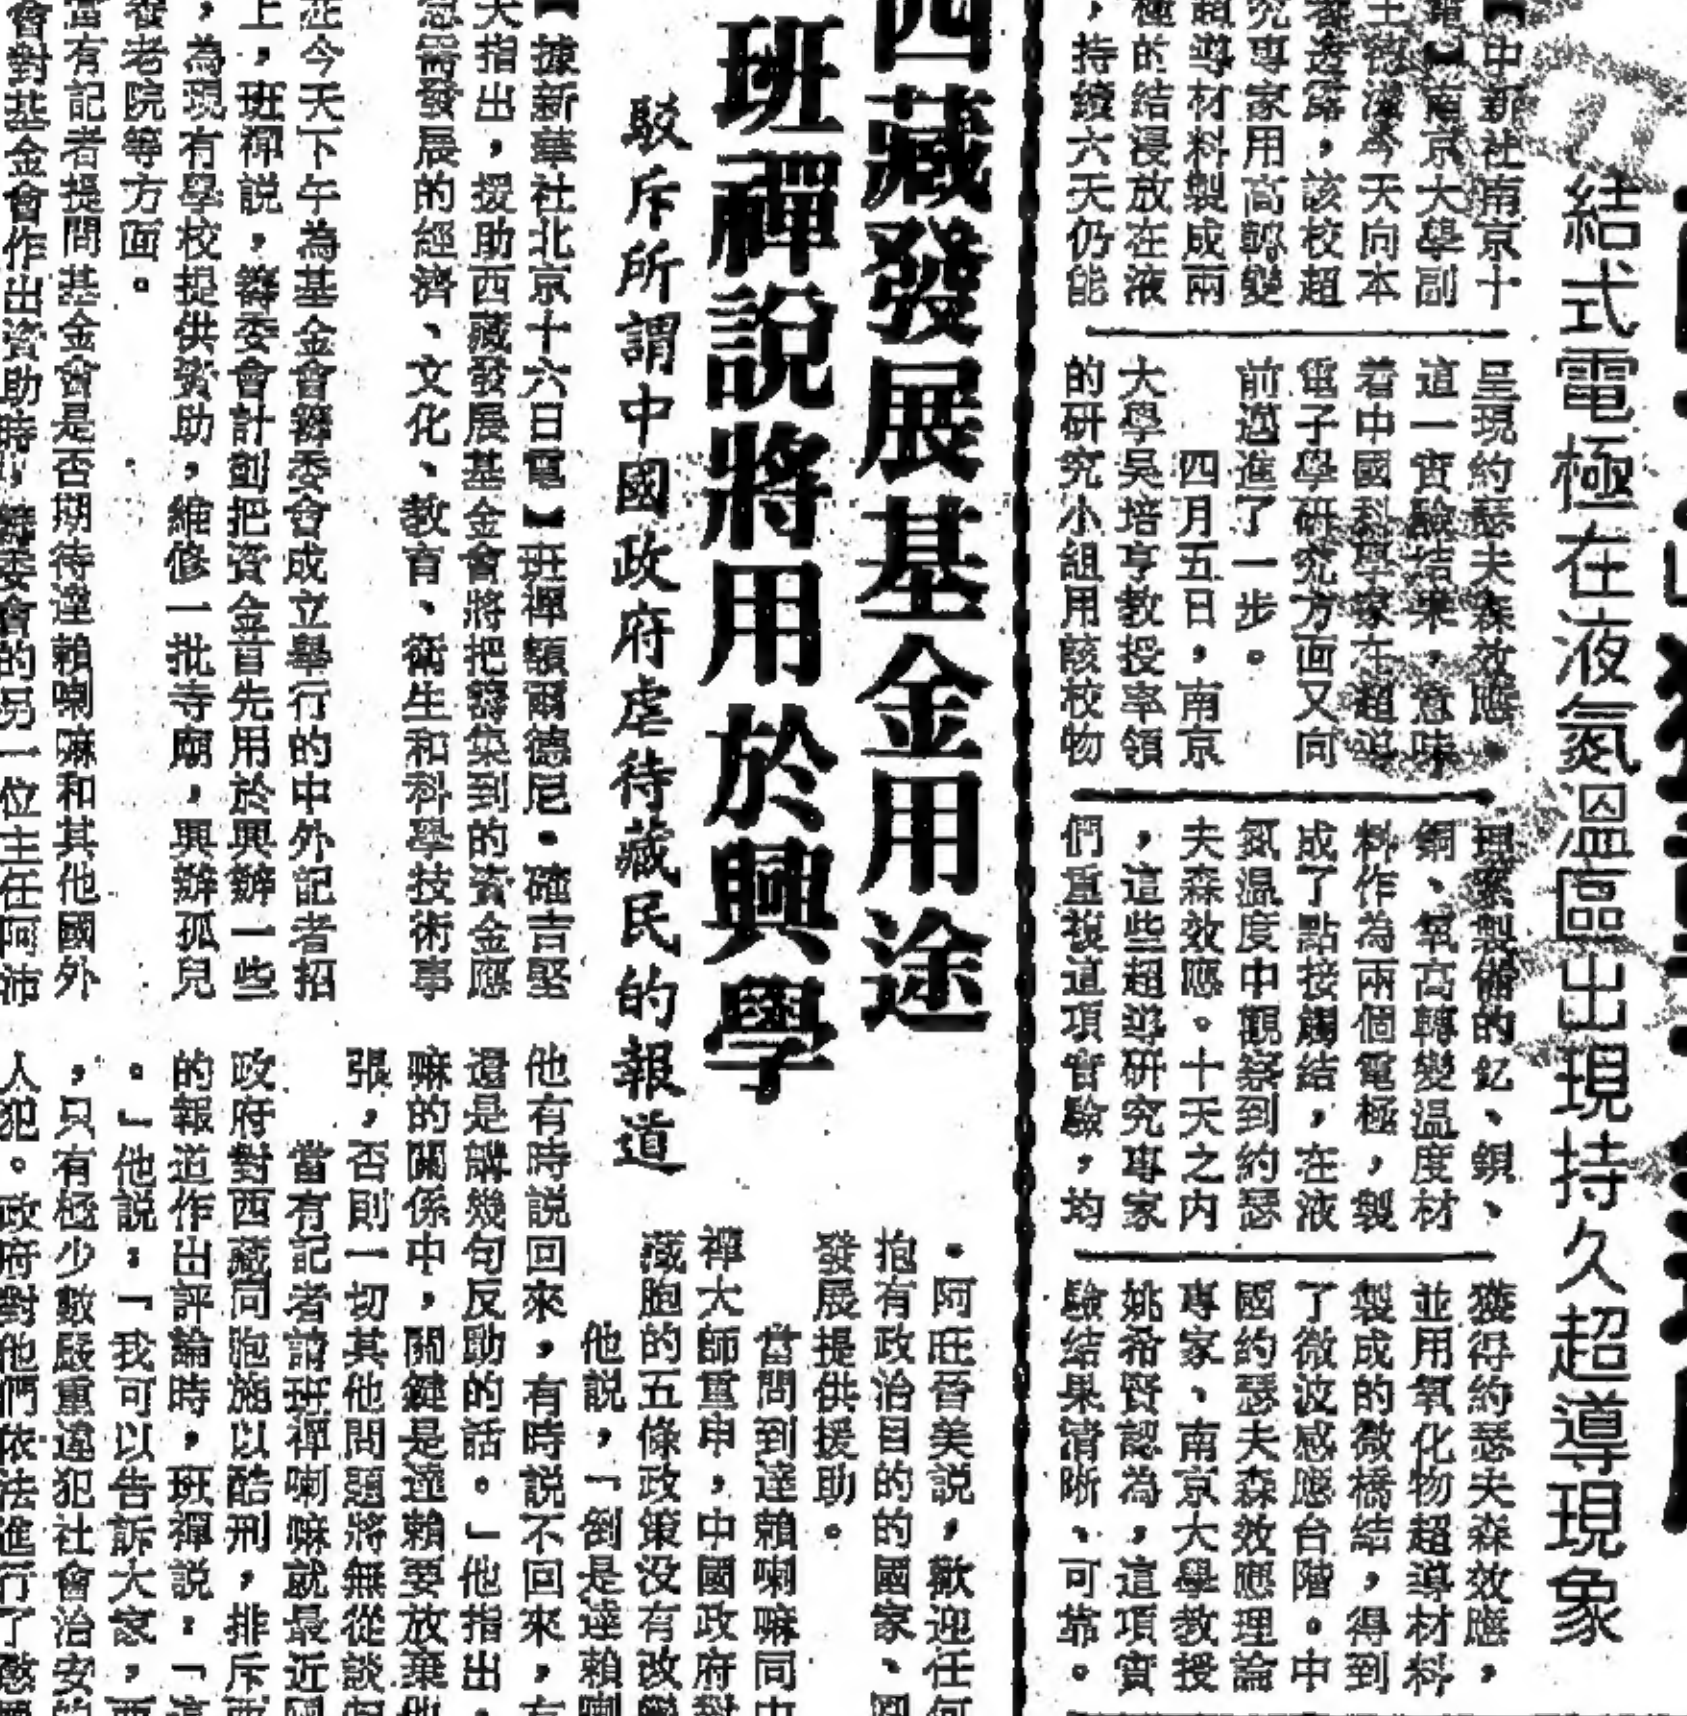 結式電極在液氮溫區出現持久超導現象
【中新社南京十
電】南京大學副
今天向本
者透露，該校超
究專家用高轉變
超導材料製成兩
極的結浸放在液
，持續六天仍能
呈現約瑟夫森效應。
這一實驗結果，意味
着中國科學家在超導
電子學研究方面又向
前邁進了一步。
四月五日，南京
大學吳培亨教授率領
的研究小組用該校物
理系製備的釔、鋇、
銅、氧高轉變溫度材
料作為兩個電極，製
成了點接觸結，在液
氮溫度中觀察到約瑟
夫森效應。十天之內
，這些超導研究專家
們重複這項實驗，均
獲得約瑟夫森效應，
並用氧化物超導材料
製成的微橋結，得到
了微波感應台階。中
國約瑟夫森效應理論
專家、南京大學教授
姚希賢認為，這項實
驗結果清晰、可靠。
西藏發展基金用途
班禪說將用於興學
駁斥所謂中國政府虐待藏民的報道
【據新華社北京十六日電】班禪額爾德尼・確吉堅
天指出，援助西藏發展基金會將把籌集到的資金應
急需發展的經濟、文化、教育、衛生和科學技術事
在今天下午為基金會籌委會成立舉行的中外記者招
上，班禪説，籌委會計劃把資金首先用於興辦一些
，為現有學校提供資助，維修一批寺廟，興辦孤兒
養老院等方面。
當有記者提問基金會是否期待達賴喇嘛和其他國外
會對基金會作出資助時，籌委會的另一位主任阿沛
・阿旺晉美説，歡迎任何
抱有政治目的的國家、團
發展提供援助。
當問到達賴喇嘛同中
禪大師重申，中國政府對
藏胞的五條政策没有改變
他説，「倒是達賴喇
他有時説回來，有時説不回來，有
還是講幾句反動的話。」他指出，
嘛的關係中，關鍵是達賴要放棄他
張，否則一切其他問題將無從談起
當有記者請班禪喇嘛就最近國
政府對西藏同胞施以酷刑，排斥西
的報道作出評論時，班禪説：「這
。」他説：「我可以告訴大家，西
，只有極少數嚴重違犯社會治安的
人犯。政府對他們依法進行了懲